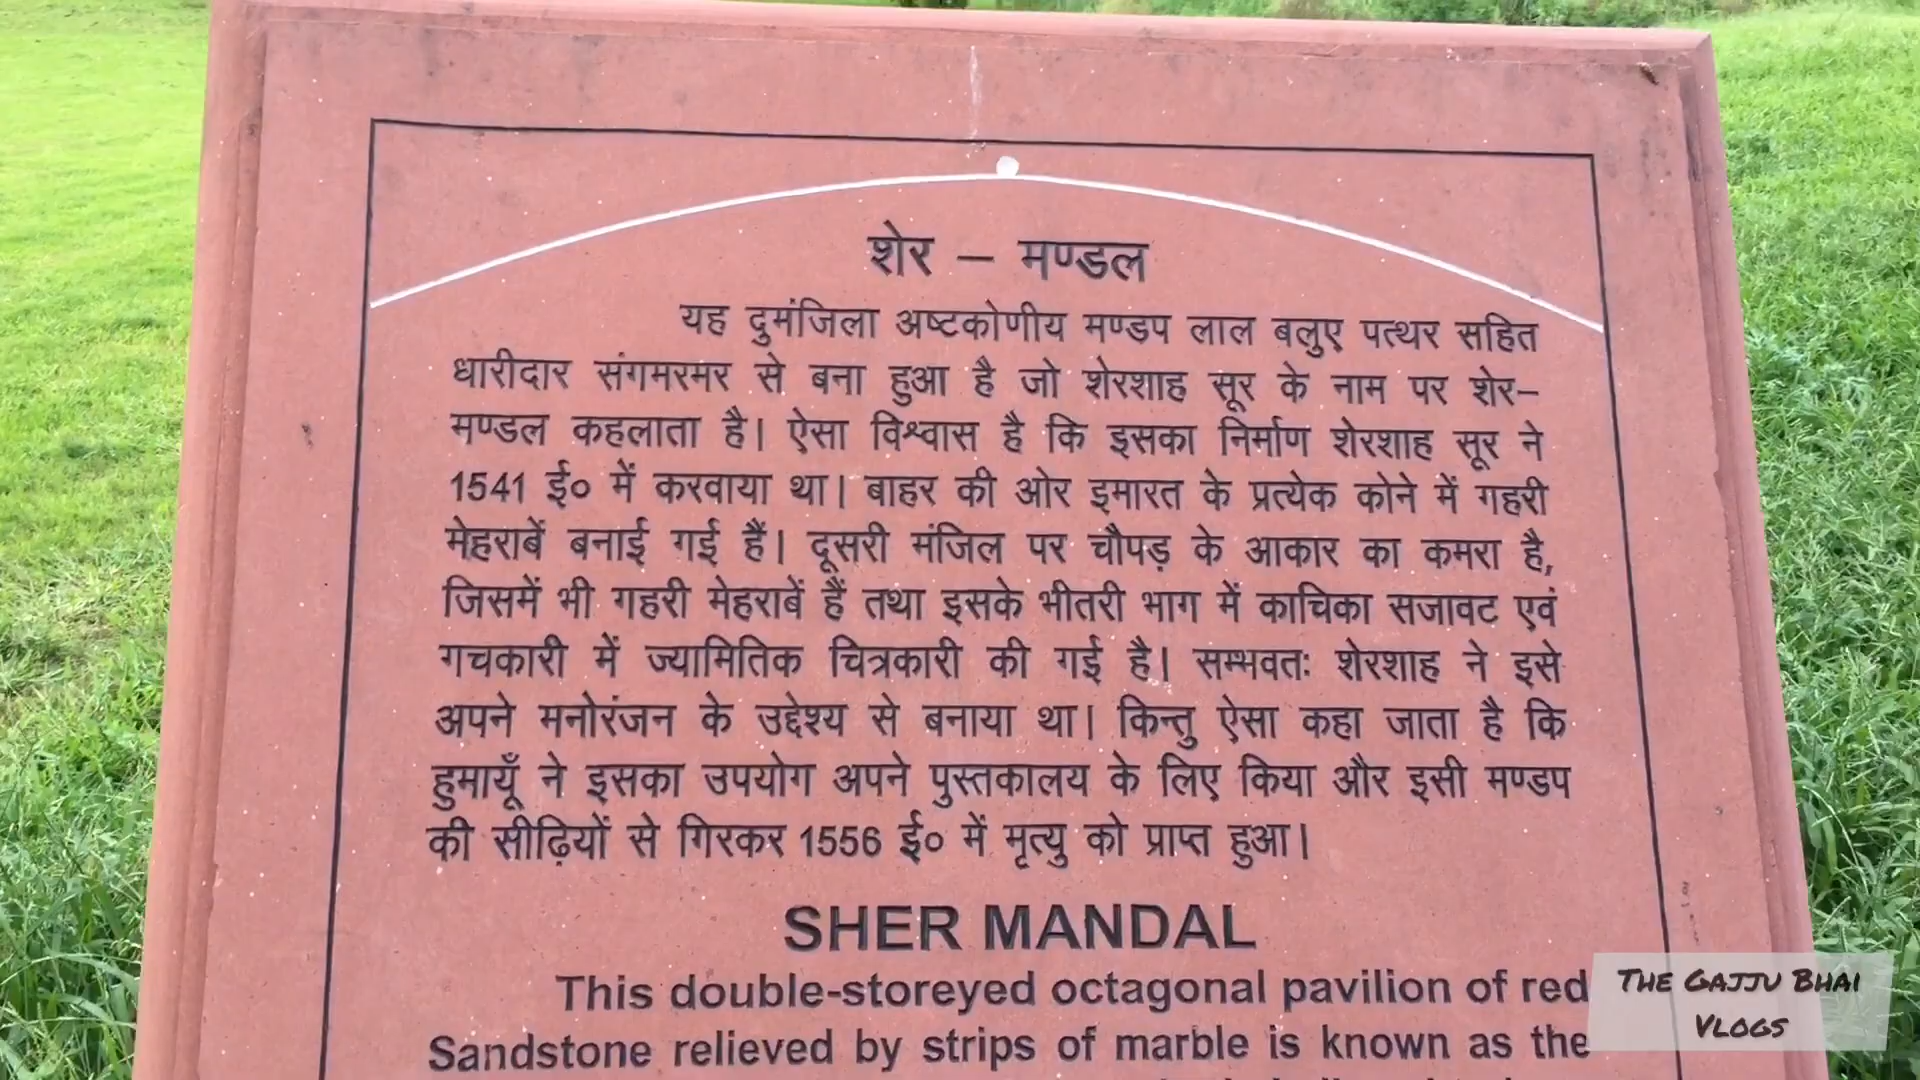 शेर – मण्डल
यह दुमंजिला अष्टकोणीय मण्डप लाल बलुए पत्थर सहित
धारीदार संगमरमर से बना हुआ है जो शेरशाह सूर के नाम पर शेर–
मण्डल कहलाता है। ऐसा विश्वास है कि इसका निर्माण शेरशाह सूर ने
1541 ई० में करवाया था। बाहर की ओर इमारत के प्रत्येक कोने में गहरी
मेहराबें बनाई गई हैं। दूसरी मंजिल पर चौपड़ के आकार का कमरा है,
जिसमें भी गहरी मेहराबें हैं तथा इसके भीतरी भाग में काचिका सजावट एवं
गचकारी में ज्यामितिक चित्रकारी की गई है। सम्भवतः शेरशाह ने इसे
अपने मनोरंजन के उद्देश्य से बनाया था। किन्तु ऐसा कहा जाता है कि
हुमायूँ ने इसका उपयोग अपने पुस्तकालय के लिए किया और इसी मण्डप
की सीढ़ियों से गिरकर 1556 ई० में मृत्यु को प्राप्त हुआ।
SHER MANDAL
This double-storeyed octagonal pavilion of red
Sandstone relieved by strips of marble is known as the
THE GAJJU BHAI
VLOGS